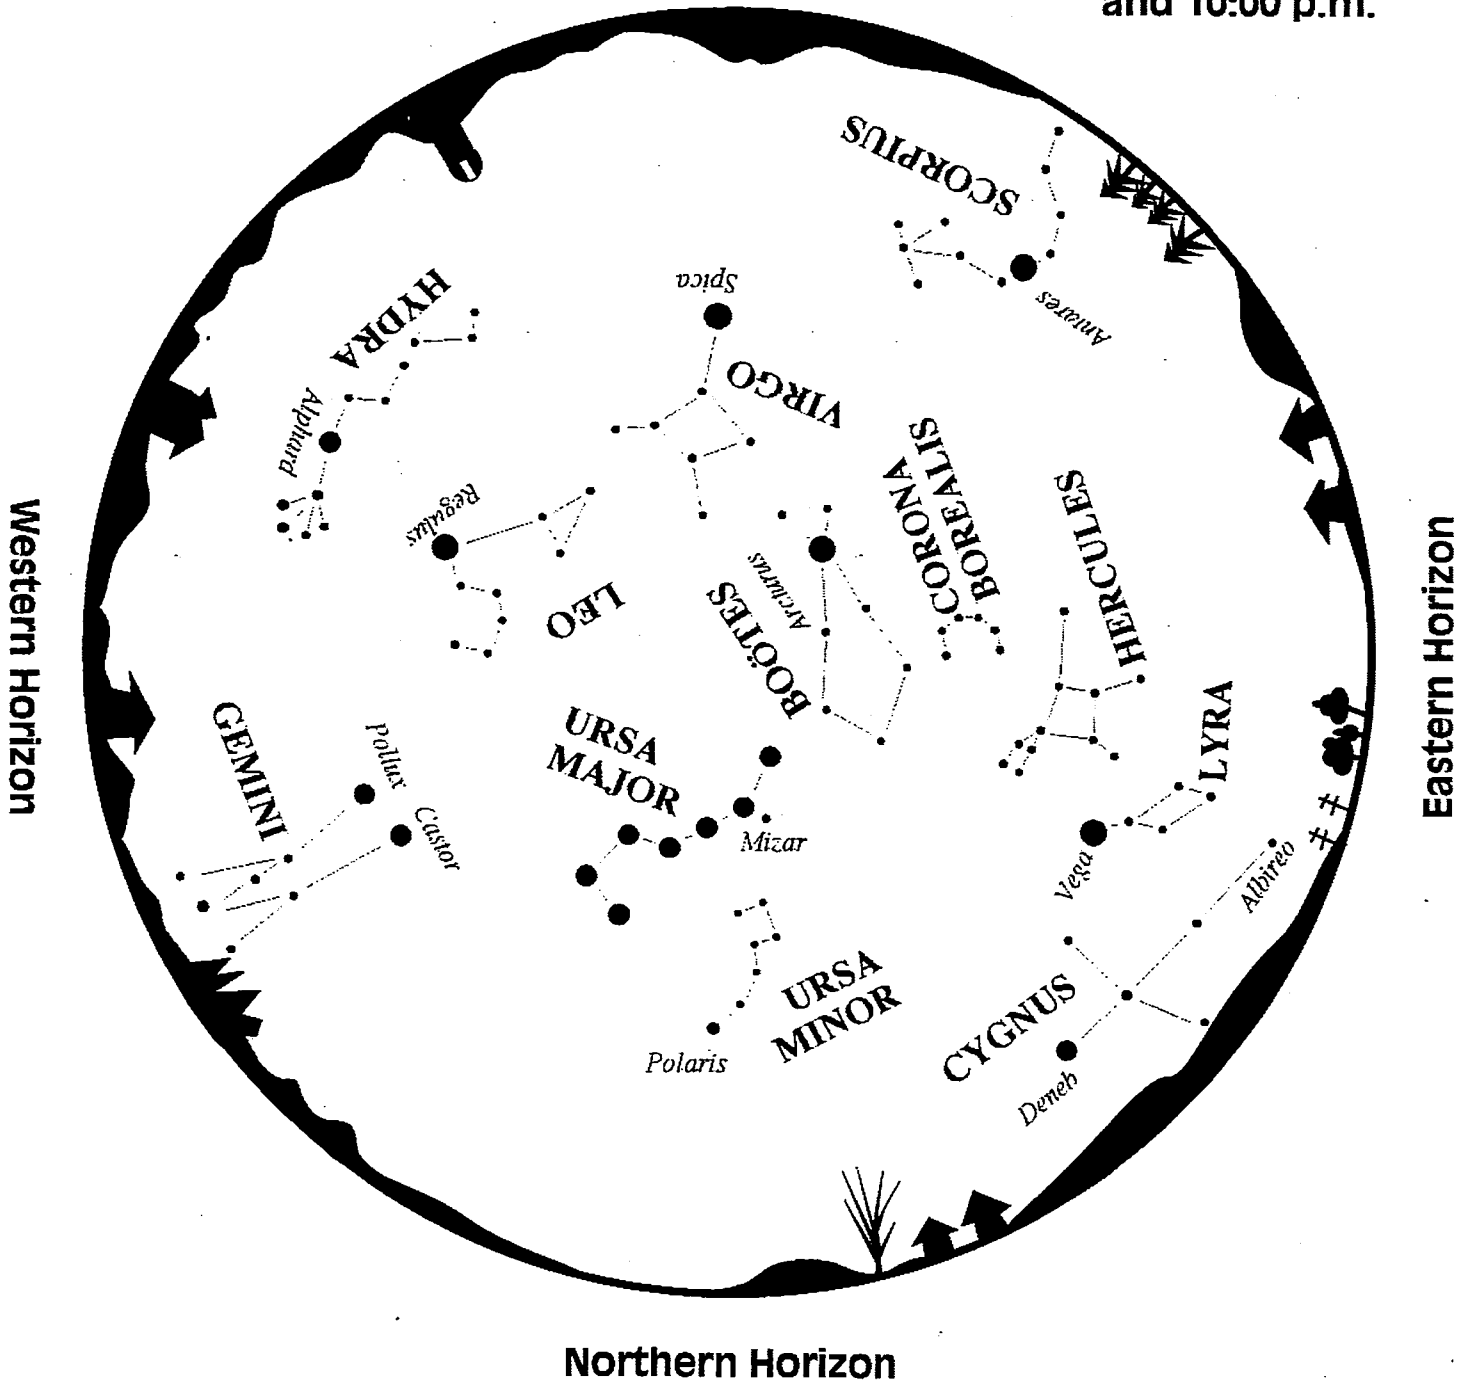 and 10:00 p.m.
SCORPIUS
Antares
Spica
HYDRA
VIRGO
Alphard
Regulus
CORONA
BOREALIS
HERCULES
Arcturus
LEO
BOÖTES
Western Horizon
Eastern Horizon
GEMINI
Pollux
Castor
URSA
MAJOR
Mizar
LYRA
Vega
Albireo
URSA
MINOR
Polaris
CYGNUS
Deneb
Northern Horizon